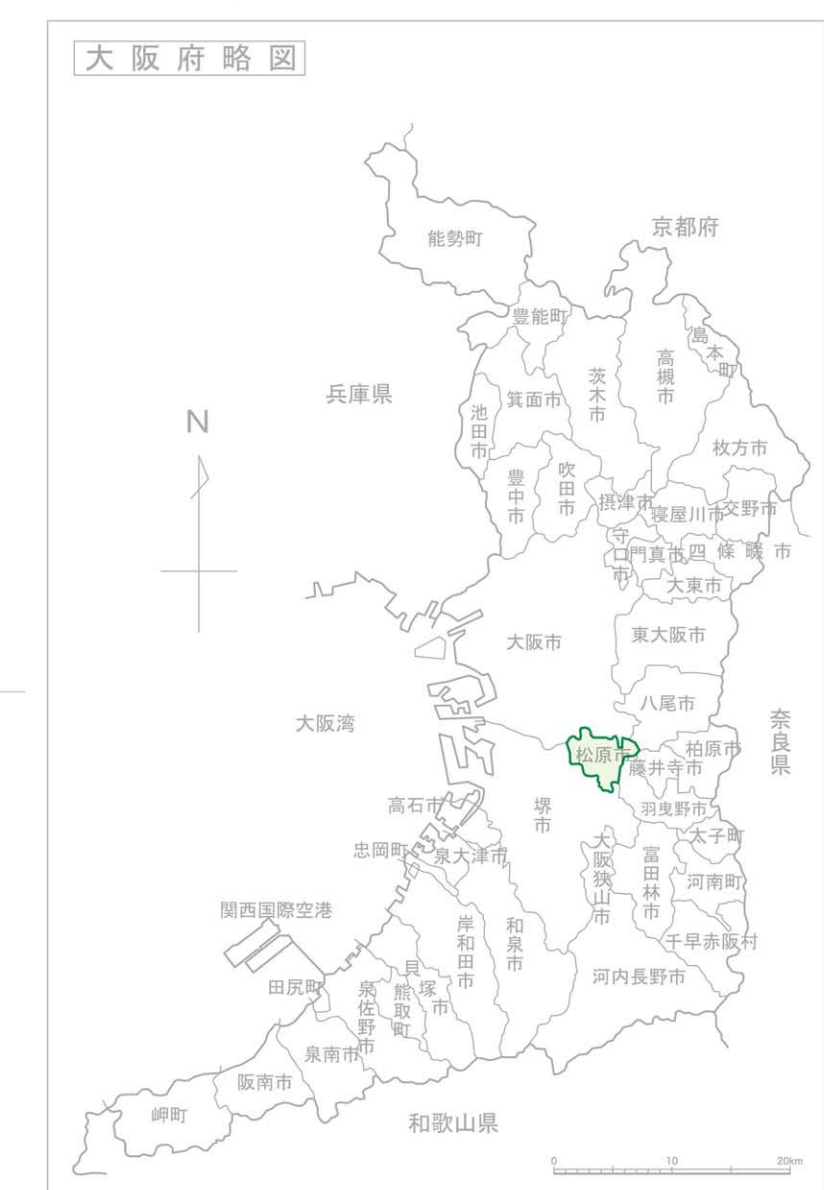 大阪府略図
能勢町
京都府
豊能町
島本町
高槻市
茨木市
兵庫県
箕面市
池田市
N
枚方市
吹田市
豊中市
摂津市
寝屋川市
交野市
守口市
門真市
四條畷市
大東市
大阪市
東大阪市
八尾市
大阪湾
奈良県
松原市
柏原市
藤井寺市
高石市
堺市
羽曳野市
太子町
忠岡町
泉大津市
大阪狭山市
富田林市
河南町
関西国際空港
岸和田市
和泉市
千早赤阪村
貝塚市
河内長野市
田尻町
泉佐野市
熊取町
泉南市
阪南市
岬町
和歌山県
0 10 20km